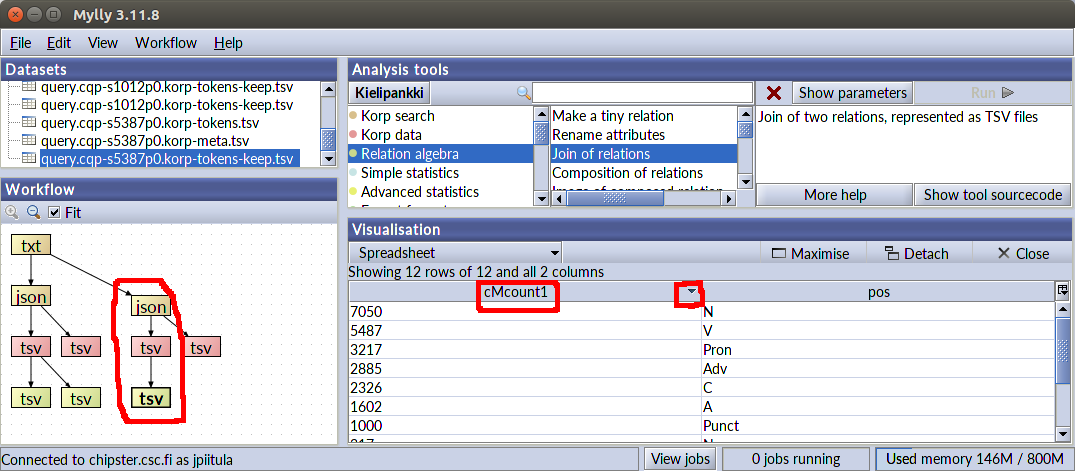 Mylly 3.11.8
File Edit View Workflow Help
Datasets
query.cqp-s1012p0.korp-tokens-keep.tsv
query.cqp-s1012p0.korp-tokens-keep.tsv
query.cqp-s5387p0.korp-tokens.tsv
query.cqp-s5387p0.korp-meta.tsv
query.cqp-s5387p0.korp-tokens-keep.tsv
Workflow
Fit
txt
json
json
tsv tsv tsv tsv
tsv tsv tsv
Analysis tools
Kielipankki
Korp search
Korp data
Relation algebra
Simple statistics
Advanced statistics
Make a tiny relation
Rename attributes
Join of relations
Composition of relations
Image of composed relation
Show parameters Run
Join of two relations, represented as TSV files
More help Show tool sourcecode
Visualisation
Spreadsheet Maximise Detach Close
Showing 12 rows of 12 and all 2 columns
cMcount1 pos
7050 N
5487 V
3217 Pron
2885 Adv
2326 C
1602 A
1000 Punct
Connected to chipster.csc.fi as jpiitula View jobs 0 jobs running Used memory 146M / 800M